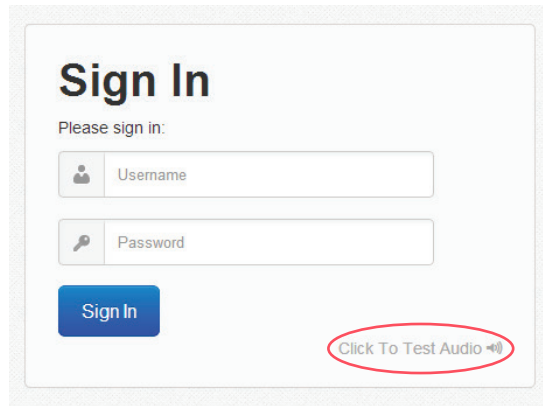 Sign In
Please sign in:
Username
Password
Sign In
Click To Test Audio